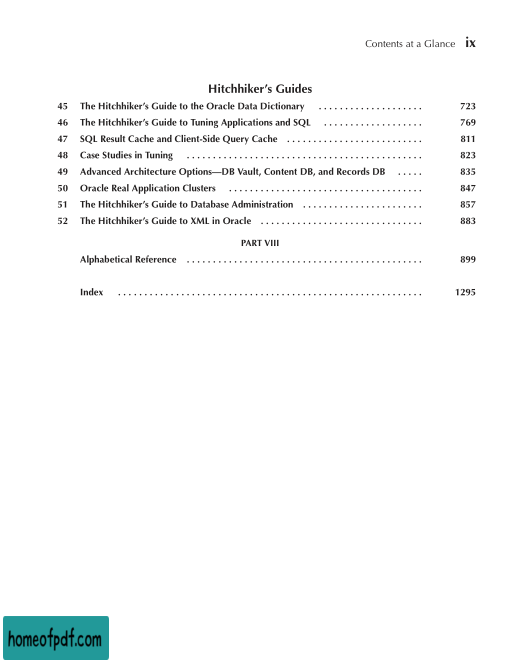 Contents at a Glance ix
Hitchhiker's Guides
45 The Hitchhiker's Guide to the Oracle Data Dictionary . . . . . . . . . . . . . . . . . . . . 723
46 The Hitchhiker's Guide to Tuning Applications and SQL . . . . . . . . . . . . . . . . . . . 769
47 SQL Result Cache and Client-Side Query Cache . . . . . . . . . . . . . . . . . . . . . . . . . . 811
48 Case Studies in Tuning . . . . . . . . . . . . . . . . . . . . . . . . . . . . . . . . . . . . . . . . . . . . . 823
49 Advanced Architecture Options—DB Vault, Content DB, and Records DB . . . . . 835
50 Oracle Real Application Clusters . . . . . . . . . . . . . . . . . . . . . . . . . . . . . . . . . . . . . 847
51 The Hitchhiker's Guide to Database Administration . . . . . . . . . . . . . . . . . . . . . . . 857
52 The Hitchhiker's Guide to XML in Oracle . . . . . . . . . . . . . . . . . . . . . . . . . . . . . . . 883
PART VIII
Alphabetical Reference . . . . . . . . . . . . . . . . . . . . . . . . . . . . . . . . . . . . . . . . . . . . . 899
Index . . . . . . . . . . . . . . . . . . . . . . . . . . . . . . . . . . . . . . . . . . . . . . . . . . . . . . . . . . 1295
homeofpdf.com